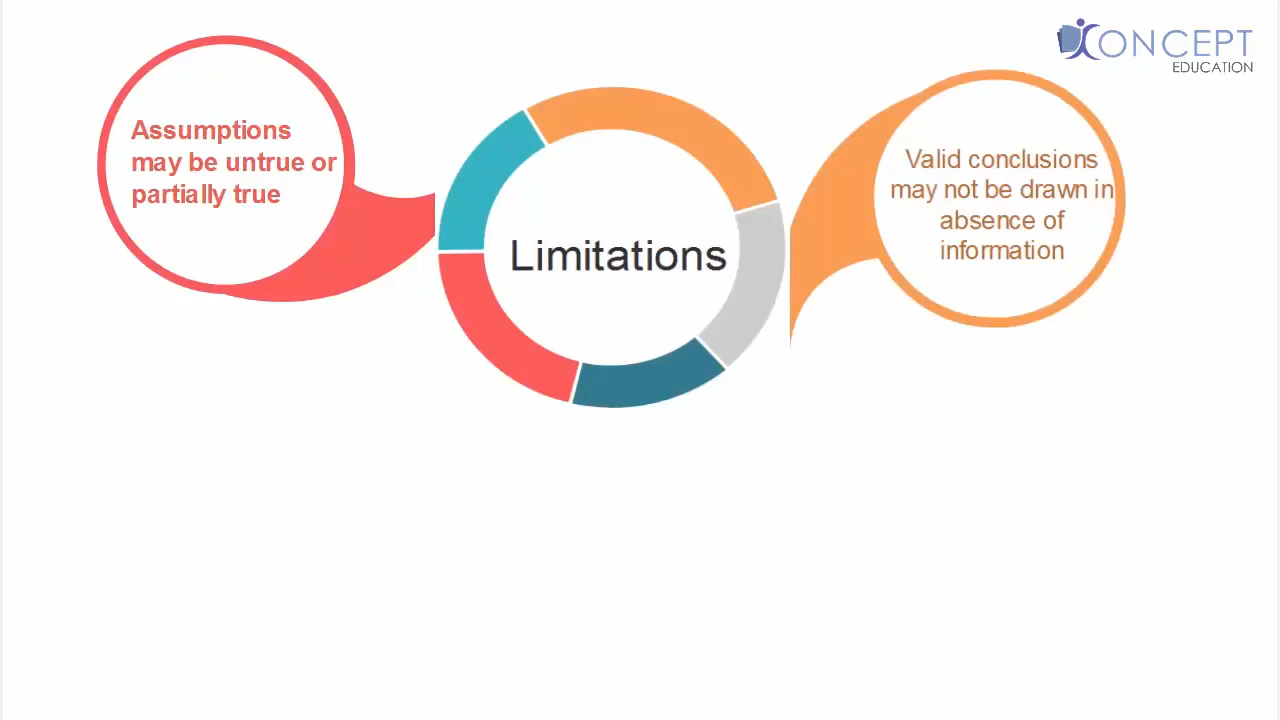 CONCEPT
EDUCATION
Assumptions
may be untrue or
partially true
Limitations
Valid conclusions
may not be drawn in
absence of
information